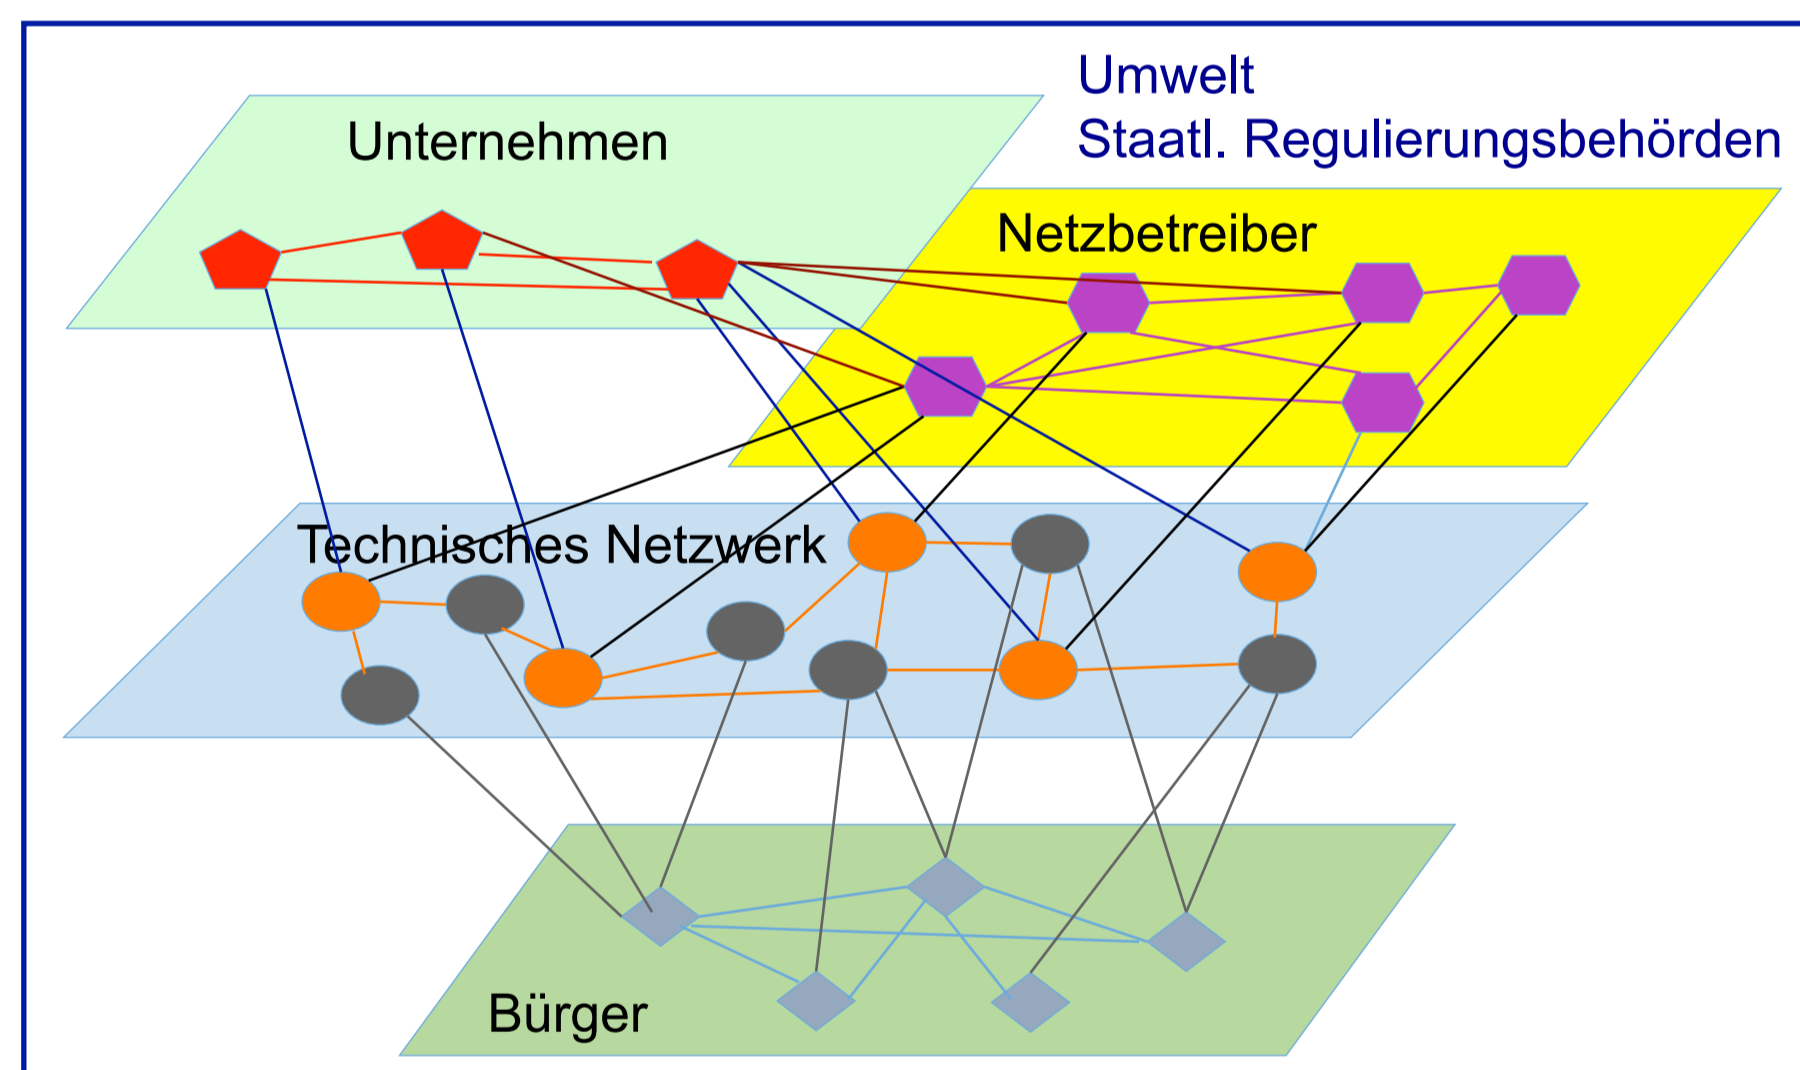 Umwelt
Staatl. Regulierungsbehörden
Unternehmen
Netzbetreiber
Technisches Netzwerk
Bürger